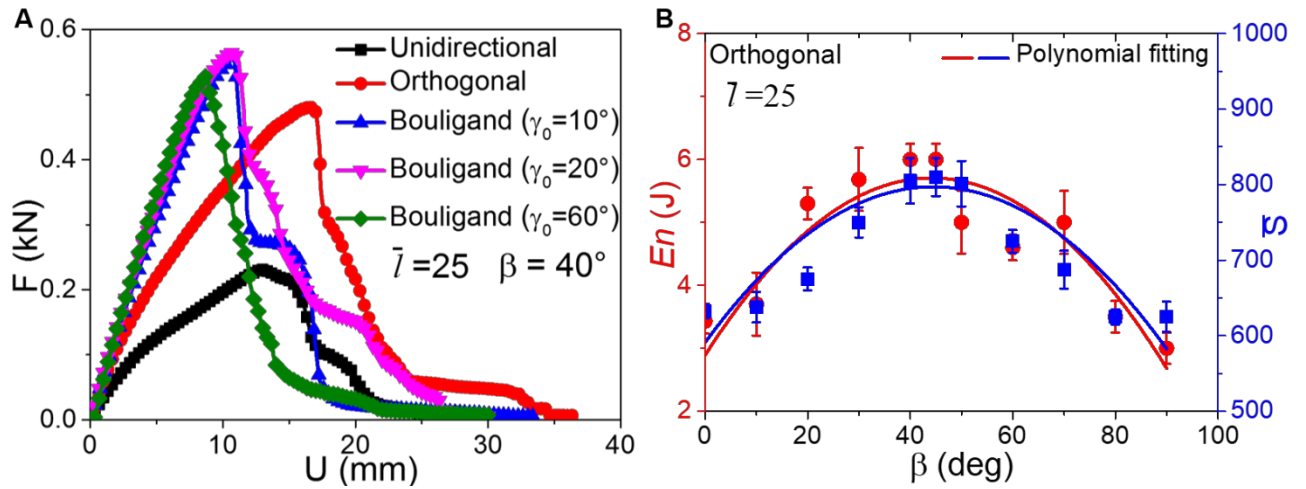 A
F (kN)
0.6
0.4
0.2
0.0
Unidirectional
Orthogonal
Bouligand (γ₀=10°)
Bouligand (γ₀=20°)
Bouligand (γ₀=60°)
l̄ =25 β = 40°
0 10 20 30 40
U (mm)
B
En (J)
8
6
4
2
Orthogonal
l̄ =25
Polynomial fitting
1000
900
800
700
600
500
S̄
0 20 40 60 80 100
β (deg)